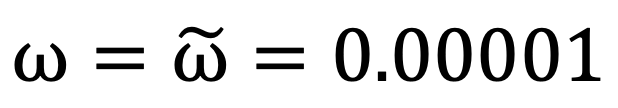 ω = ω̃ = 0.00001